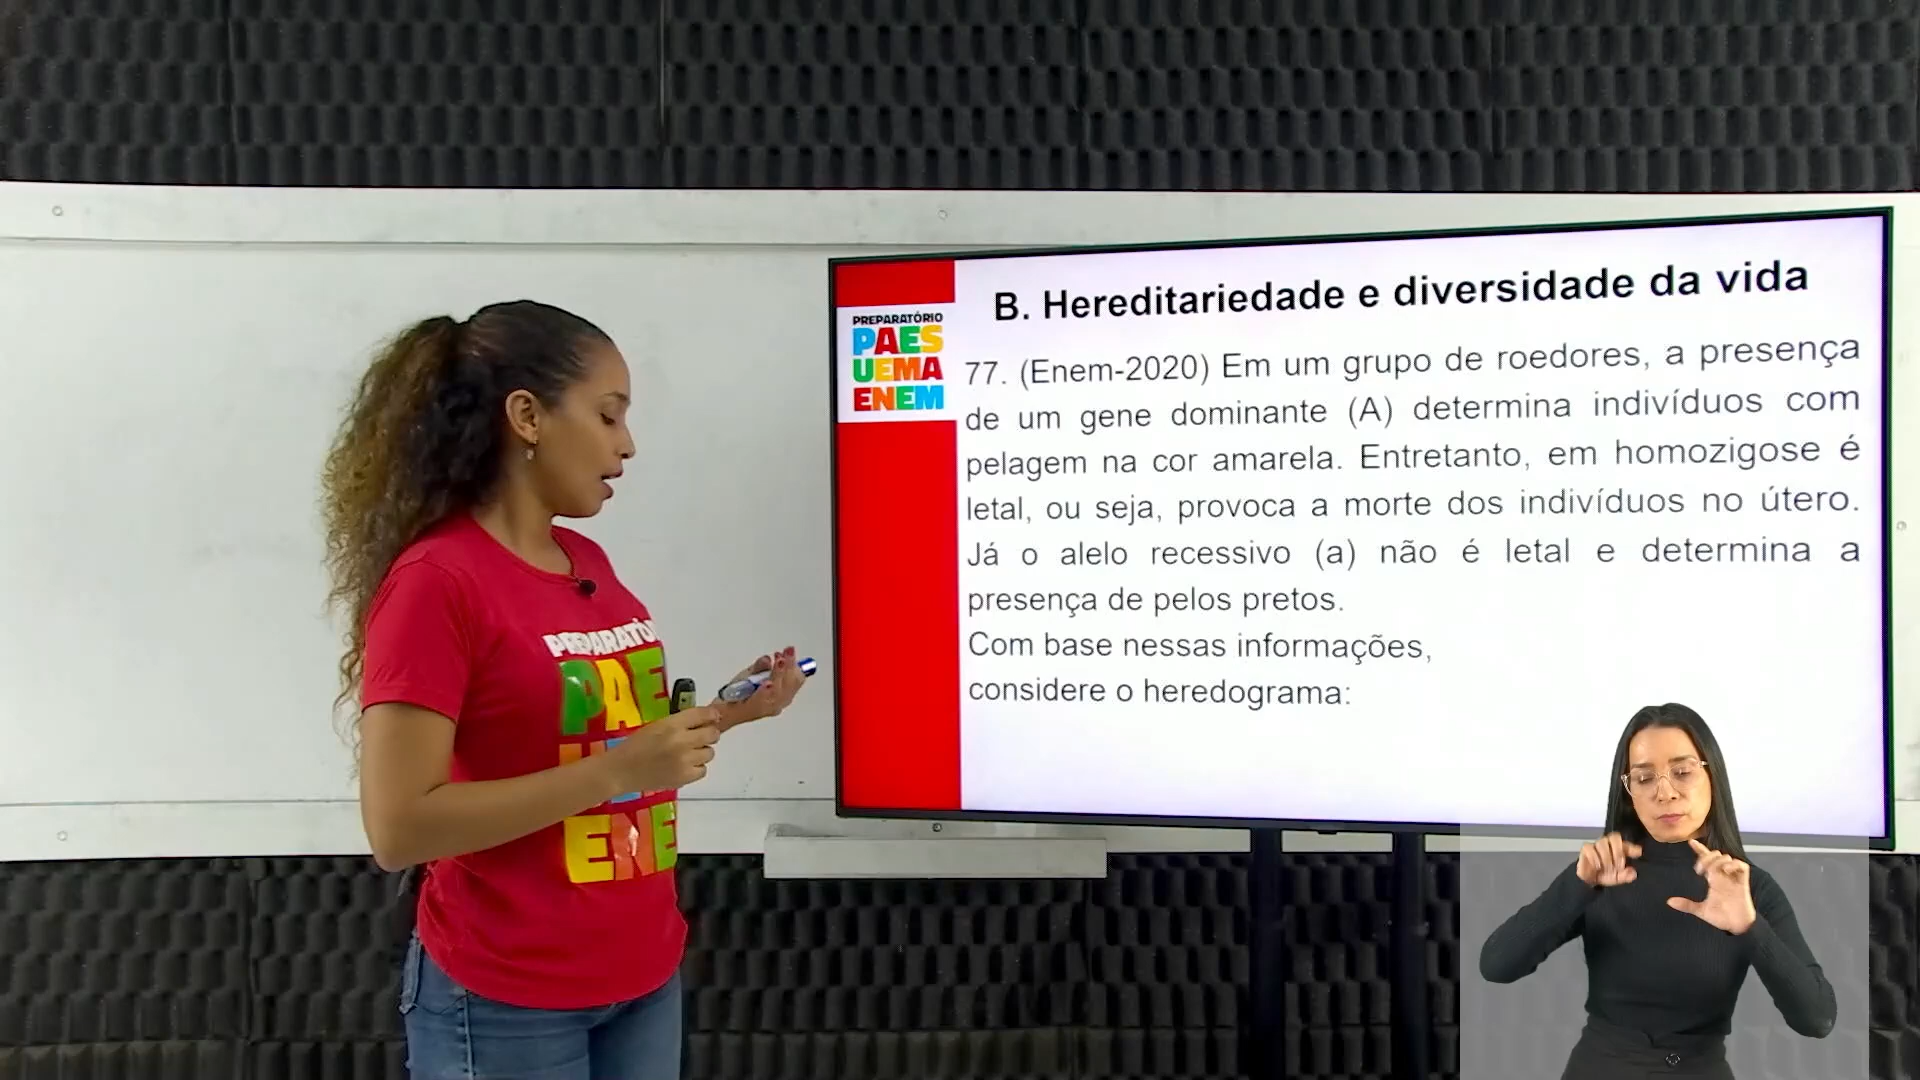 B. Hereditariedade e diversidade da vida
PREPARATÓRIO
PAES
UEMA
ENEM
77. (Enem-2020) Em um grupo de roedores, a presença
de um gene dominante (A) determina indivíduos com
pelagem na cor amarela. Entretanto, em homozigose é
letal, ou seja, provoca a morte dos indivíduos no útero.
Já o alelo recessivo (a) não é letal e determina a
presença de pelos pretos.
Com base nessas informações,
considere o heredograma:
PREPARATÓ
PAE
UE
ENE